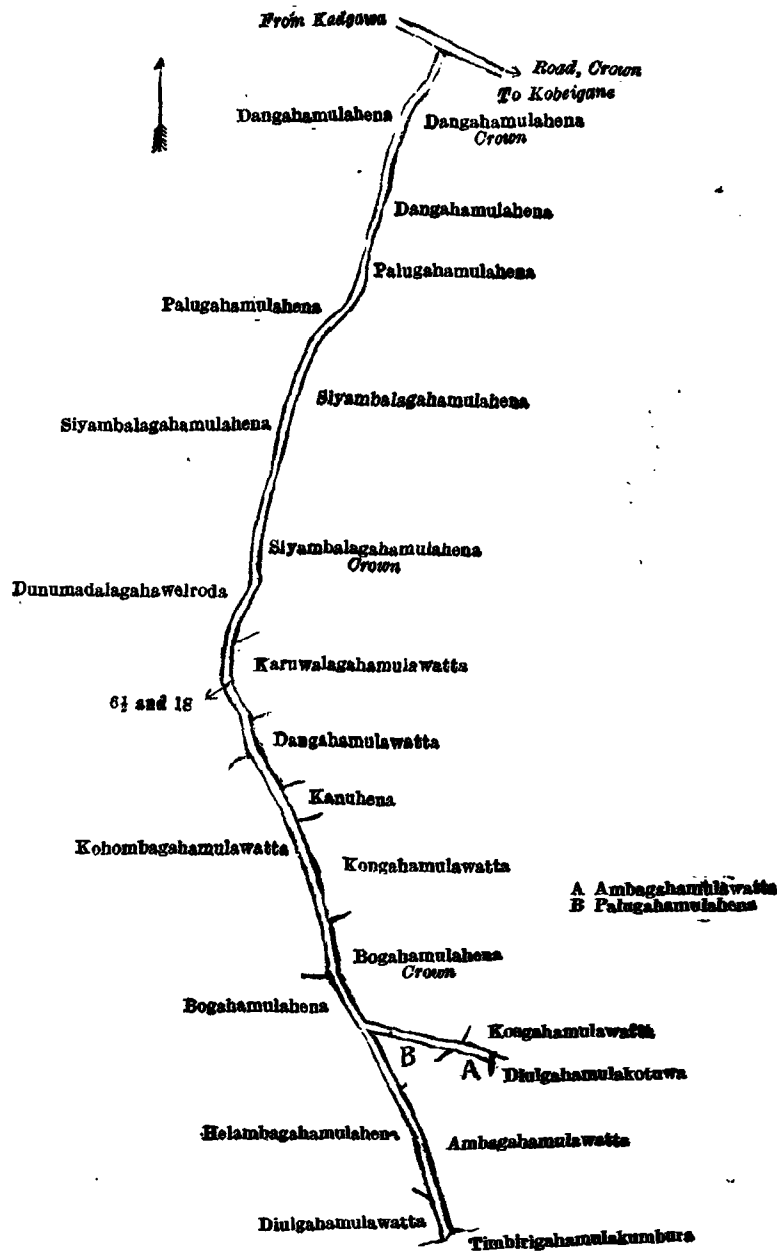 From Kadgawa
Road, Crown
To Kobeigane
Dangahamulahena
Dangahamulahena
Crown
Dangahamulahena
Palugahamulahena
Palugahamulahena
Siyambalagahamulahena
Siyambalagahamulahena
Siyambalagahamulahena
Crown
Dunumadalagahawelroda
Karuwalagahamulawatta
6½ and 18
Dangahamulawatta
Kanuhena
Kohombagahamulawatta
Kongahamulawatta
A Ambagahamulawatta
B Palugahamulahena
Bogahamulahena
Crown
Bogahamulahena
Kongahamulawatta
B
A
Diulgahamulakotuwa
Helambagahamulahena
Ambagahamulawatta
Diulgahamulawatta
Timbirigahamulakumbura